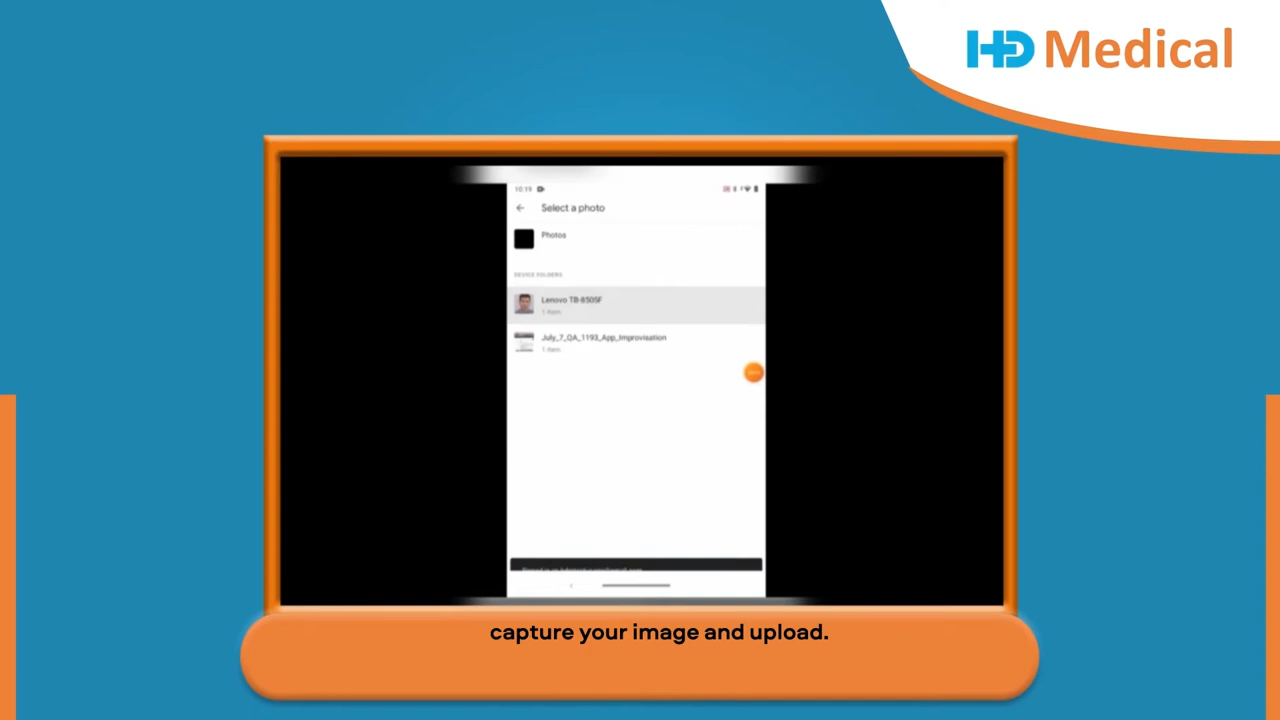 HD Medical
10:19
Select a photo
Photos
DEVICE FOLDERS
Lenovo TB-8505F
1 item
July_7_QA_1193_App_Improvisation
1 item
capture your image and upload.